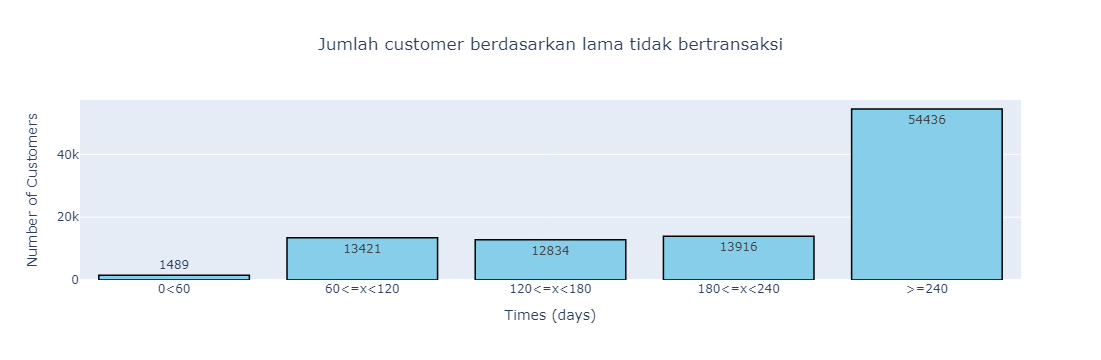 Jumlah customer berdasarkan lama tidak bertransaksi
Number of Customers
40k
20k
0
1489
13421
12834
13916
54436
0<60
60<=x<120
120<=x<180
180<=x<240
>=240
Times (days)